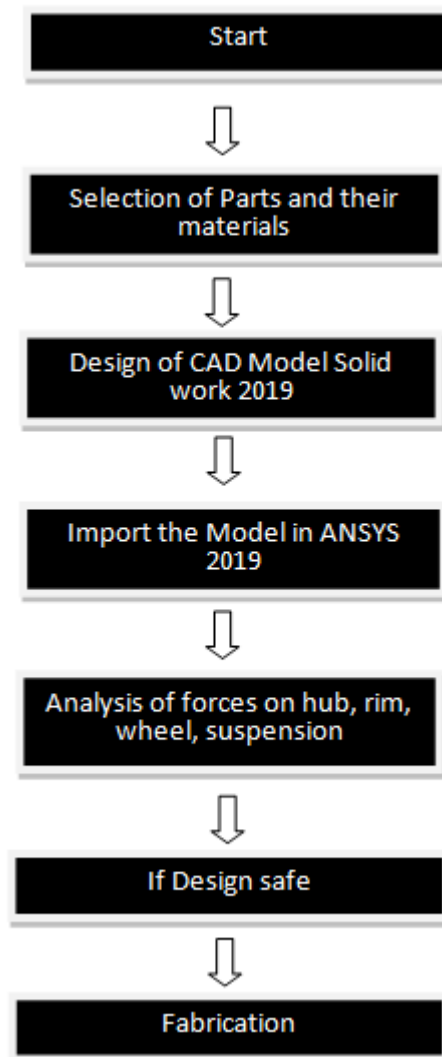 Start
Selection of Parts and their
materials
Design of CAD Model Solid
work 2019
Import the Model in ANSYS
2019
Analysis of forces on hub, rim,
wheel, suspension
If Design safe
Fabrication